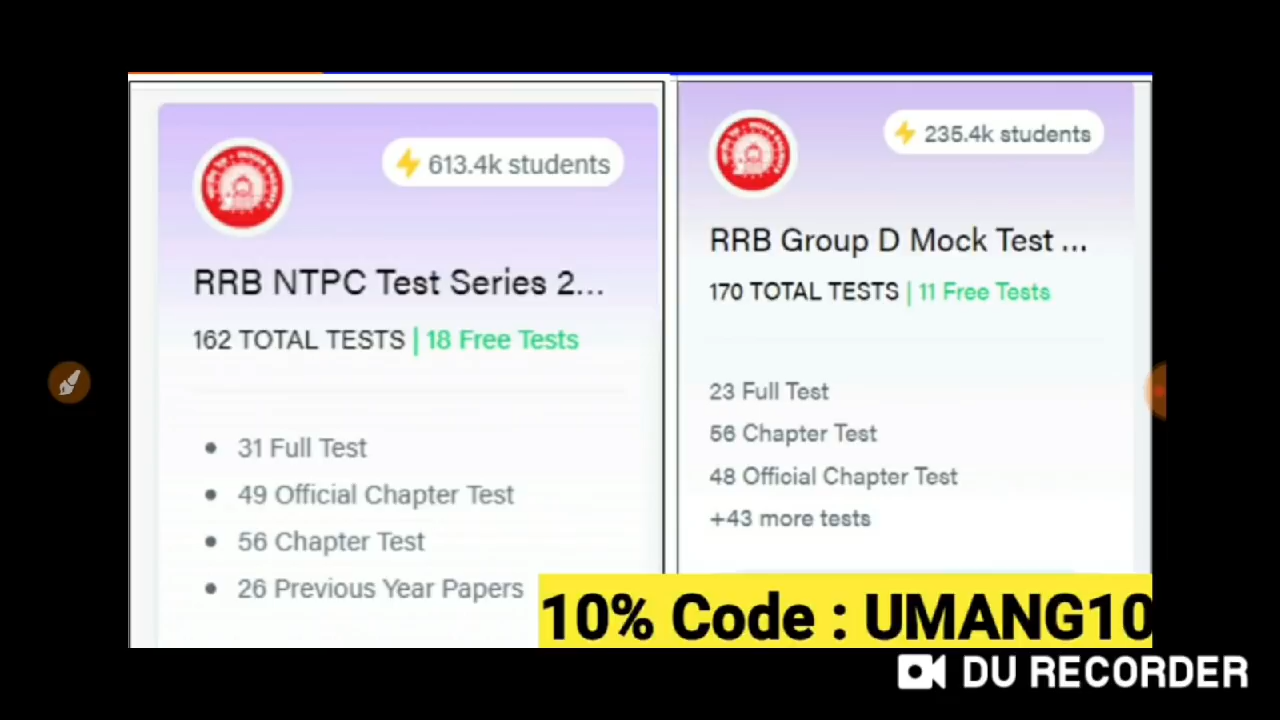 613.4k students
RRB NTPC Test Series 2...
162 TOTAL TESTS | 18 Free Tests
• 31 Full Test
• 49 Official Chapter Test
• 56 Chapter Test
• 26 Previous Year Papers
235.4k students
RRB Group D Mock Test ...
170 TOTAL TESTS | 11 Free Tests
23 Full Test
56 Chapter Test
48 Official Chapter Test
+43 more tests
10% Code : UMANG10
DU RECORDER